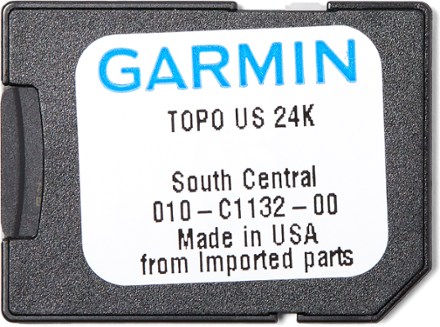 GARMIN
TOPO US 24K
South Central
010-C1132-00
Made in USA
from Imported parts